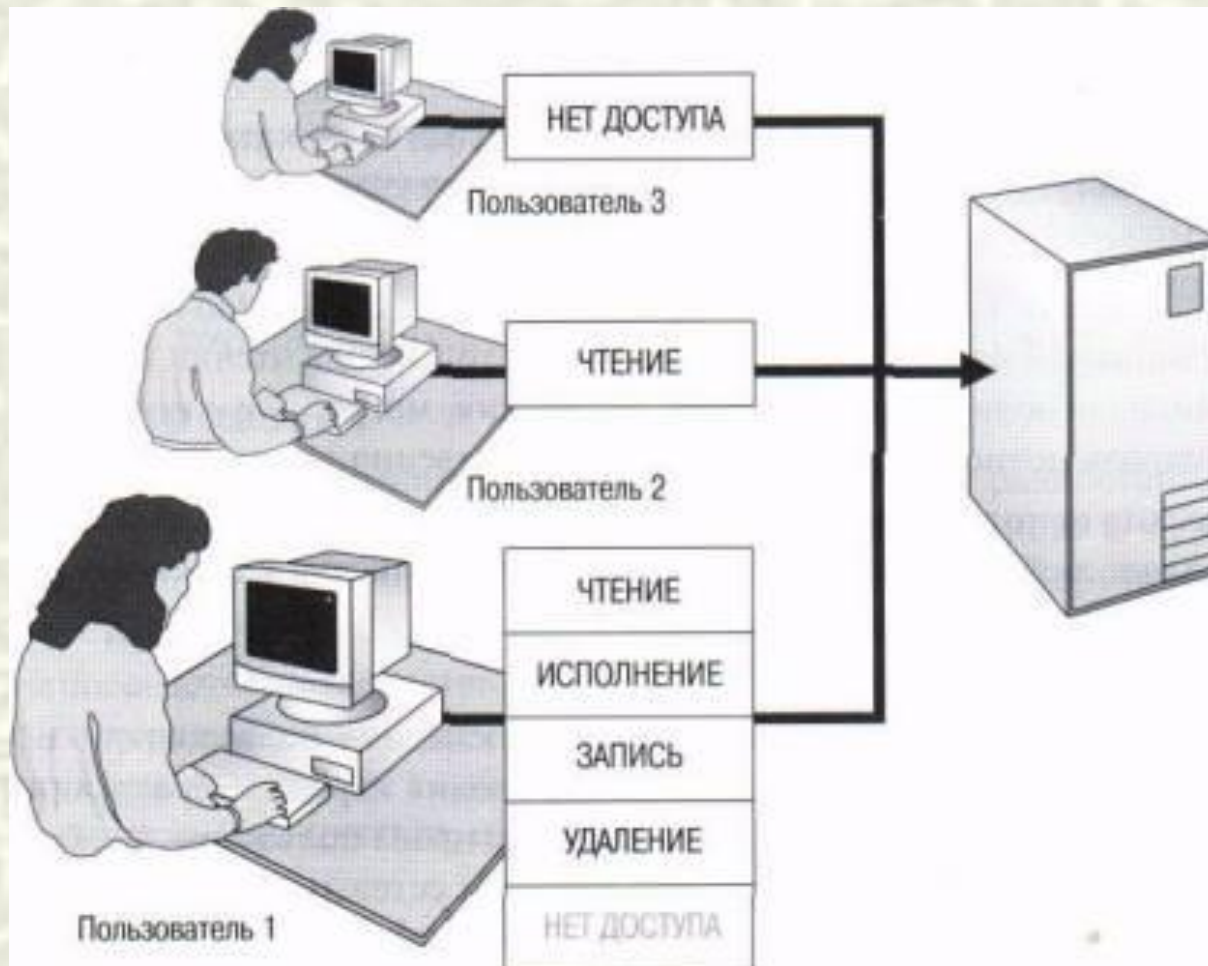 НЕТ ДОСТУПА
Пользователь 3
ЧТЕНИЕ
Пользователь 2
ЧТЕНИЕ
ИСПОЛНЕНИЕ
ЗАПИСЬ
УДАЛЕНИЕ
НЕТ ДОСТУПА
Пользователь 1